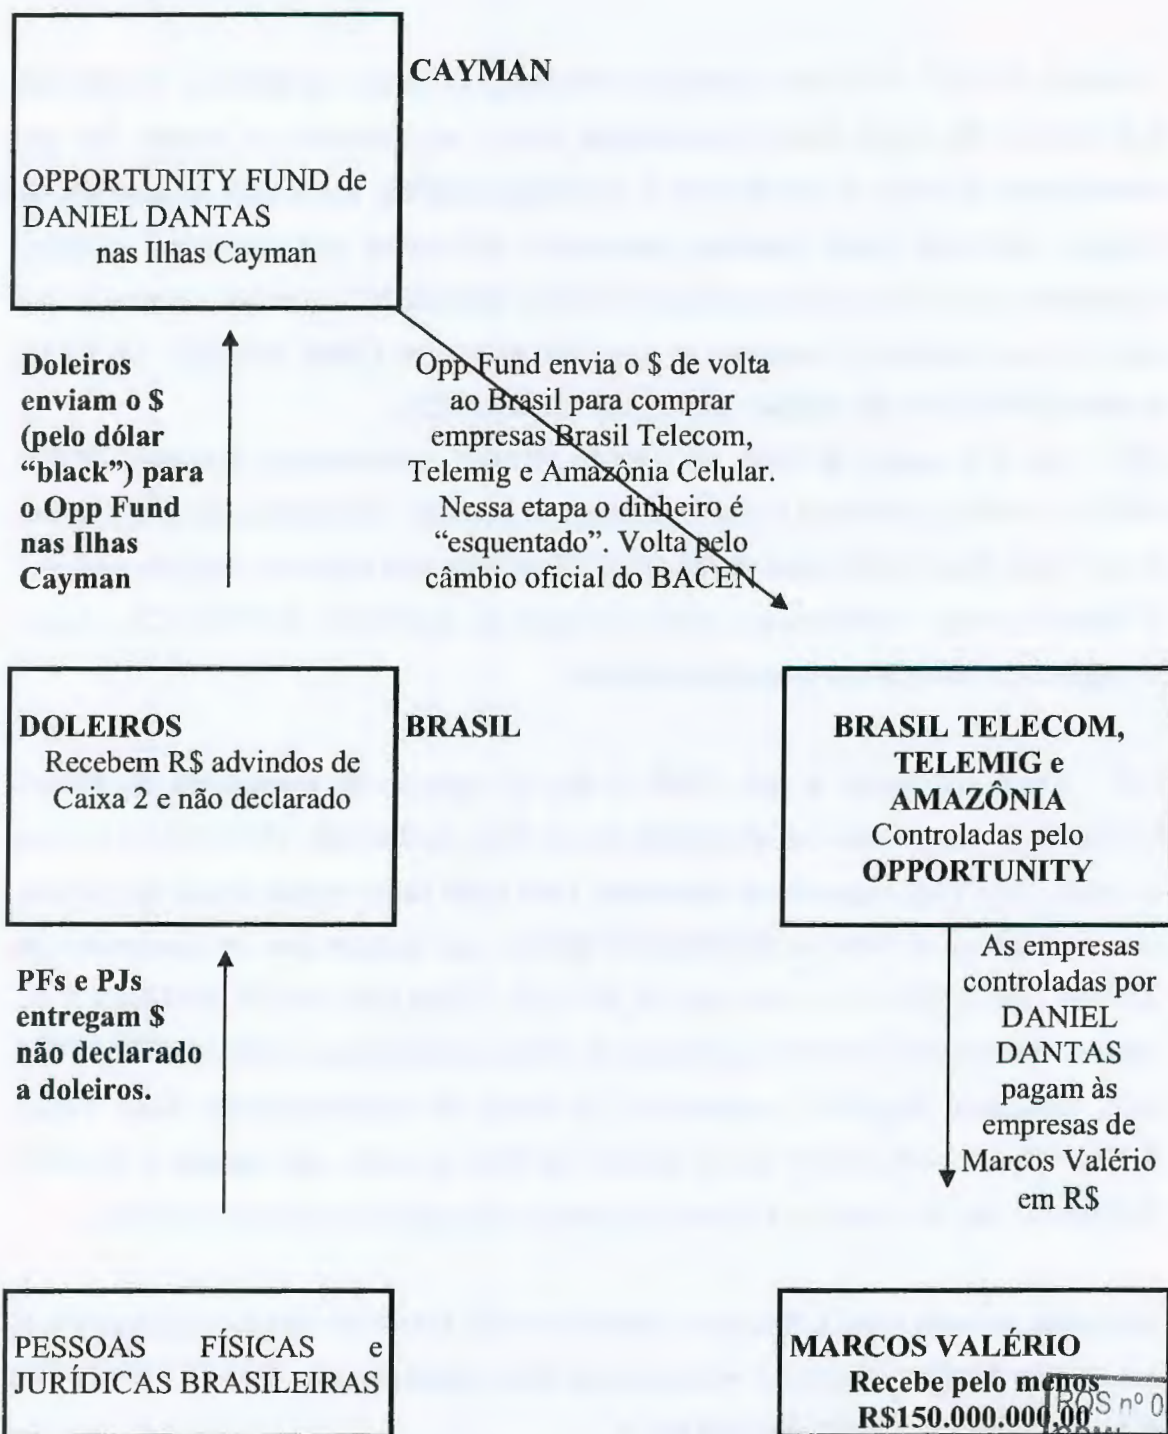 CAYMAN
OPPORTUNITY FUND de
DANIEL DANTAS
nas Ilhas Cayman
Doleiros
enviam o $
(pelo dólar
“black”) para
o Opp Fund
nas Ilhas
Cayman
Opp Fund envia o $ de volta
ao Brasil para comprar
empresas Brasil Telecom,
Telemig e Amazônia Celular.
Nessa etapa o dinheiro é
“esquentado”. Volta pelo
câmbio oficial do BACEN
DOLEIROS
Recebem R$ advindos de
Caixa 2 e não declarado
BRASIL
BRASIL TELECOM,
TELEMIG e
AMAZÔNIA
Controladas pelo
OPPORTUNITY
PFs e PJs
entregam $
não declarado
a doleiros.
As empresas
controladas por
DANIEL
DANTAS
pagam às
empresas de
Marcos Valério
em R$
PESSOAS FÍSICAS e
JURÍDICAS BRASILEIRAS
MARCOS VALÉRIO
Recebe pelo menos
R$150.000.000,00
RQS nº 0